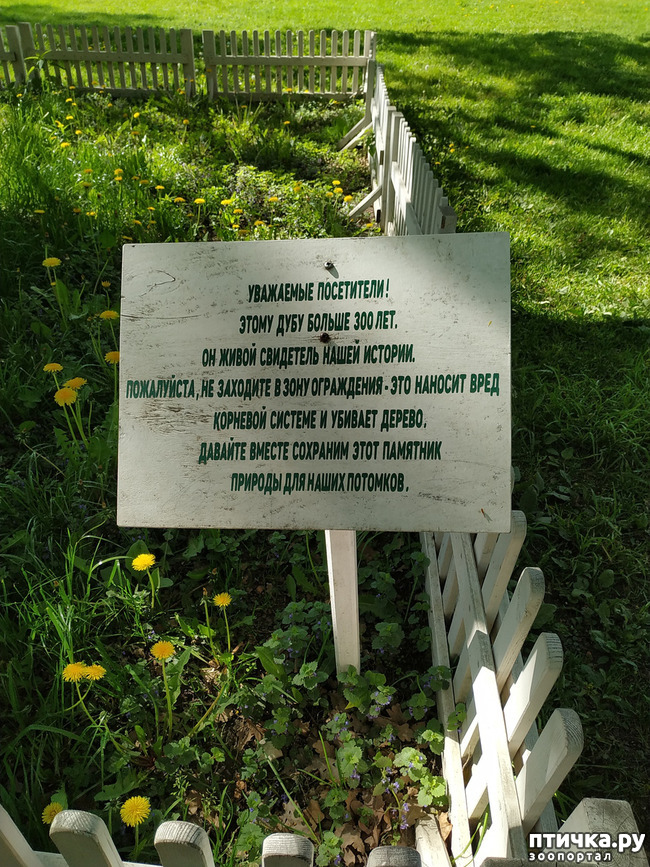 УВАЖАЕМЫЕ ПОСЕТИТЕЛИ!
ЭТОМУ ДУБУ БОЛЬШЕ 300 ЛЕТ.
ОН ЖИВОЙ СВИДЕТЕЛЬ НАШЕЙ ИСТОРИИ.
ПОЖАЛУЙСТА, НЕ ЗАХОДИТЕ В ЗОНУ ОГРАЖДЕНИЯ - ЭТО НАНОСИТ ВРЕД
КОРНЕВОЙ СИСТЕМЕ И УБИВАЕТ ДЕРЕВО.
ДАВАЙТЕ ВМЕСТЕ СОХРАНИМ ЭТОТ ПАМЯТНИК
ПРИРОДЫ ДЛЯ НАШИХ ПОТОМКОВ.
птичка.ру
зоопортал